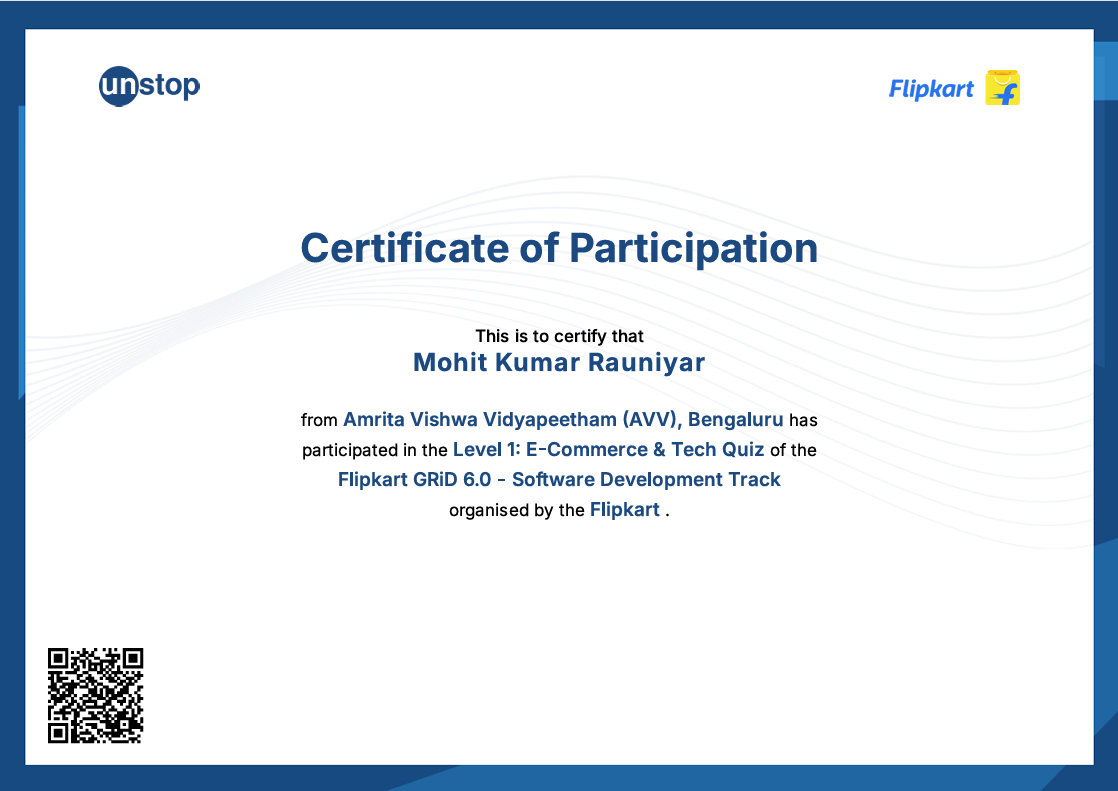 unstop
Flipkart
Certificate of Participation
This is to certify that
Mohit Kumar Rauniyar
from Amrita Vishwa Vidyapeetham (AVV), Bengaluru has
participated in the Level 1: E-Commerce & Tech Quiz of the
Flipkart GRiD 6.0 - Software Development Track
organised by the Flipkart .